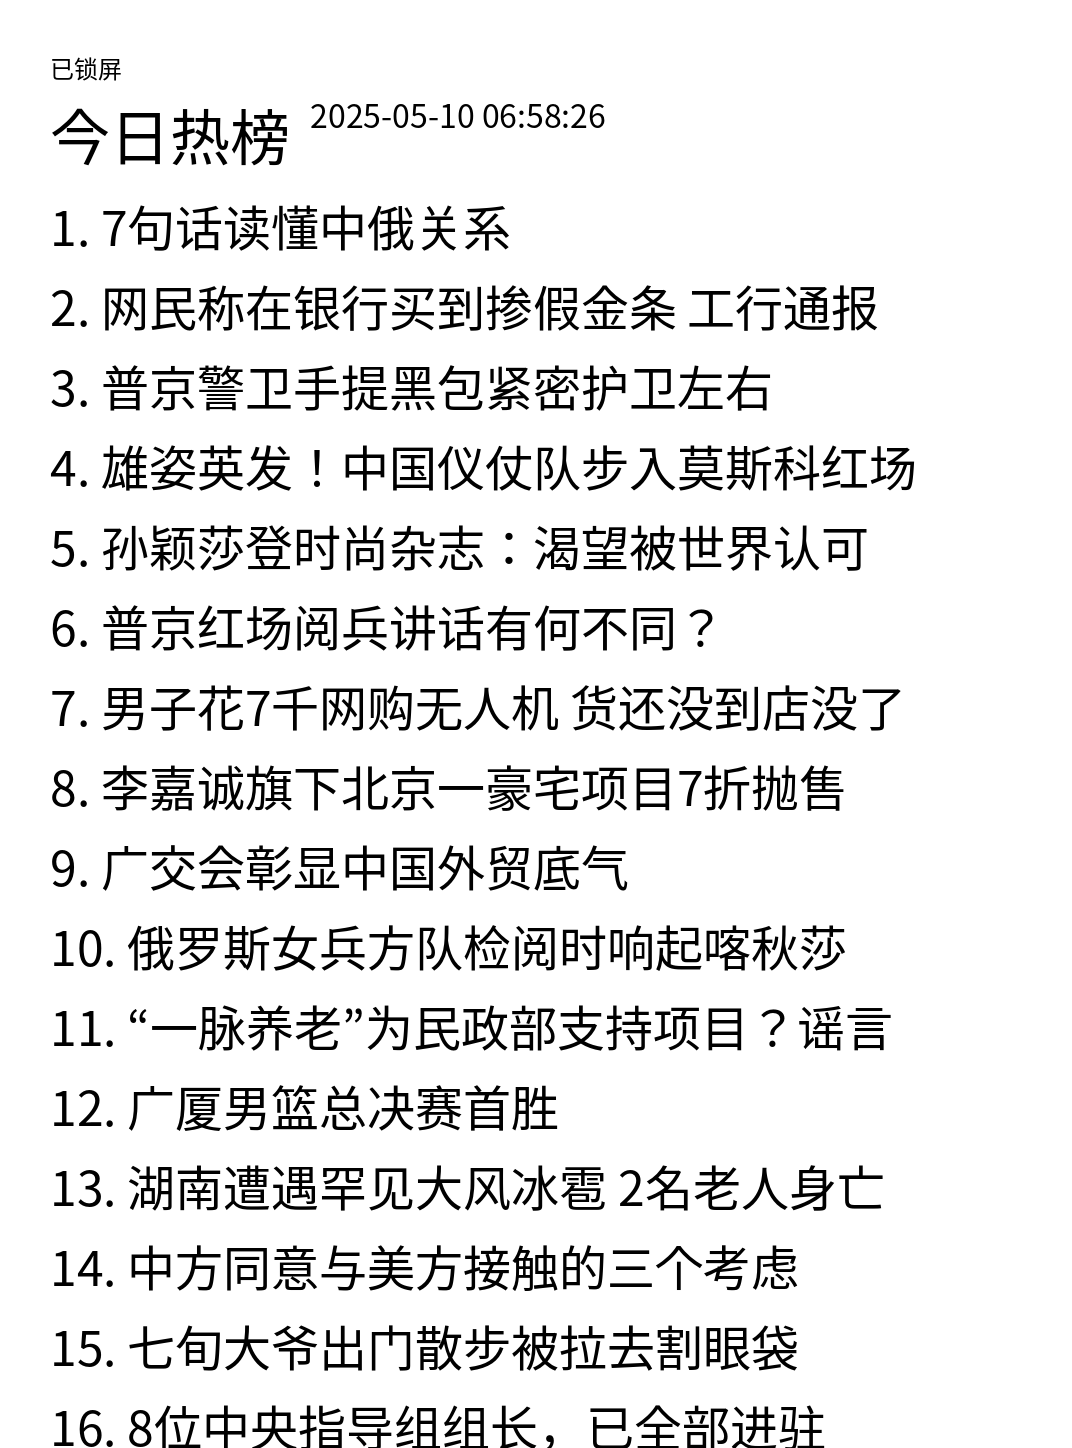 已锁屏
今日热榜 2025-05-10 06:58:26
1. 7句话读懂中俄关系
2. 网民称在银行买到掺假金条 工行通报
3. 普京警卫手提黑包紧密护卫左右
4. 雄姿英发！中国仪仗队步入莫斯科红场
5. 孙颖莎登时尚杂志：渴望被世界认可
6. 普京红场阅兵讲话有何不同？
7. 男子花7千网购无人机 货还没到店没了
8. 李嘉诚旗下北京一豪宅项目7折抛售
9. 广交会彰显中国外贸底气
10. 俄罗斯女兵方队检阅时响起喀秋莎
11. “一脉养老”为民政部支持项目？谣言
12. 广厦男篮总决赛首胜
13. 湖南遭遇罕见大风冰雹 2名老人身亡
14. 中方同意与美方接触的三个考虑
15. 七旬大爷出门散步被拉去割眼袋
16. 8位中央指导组组长，已全部进驻